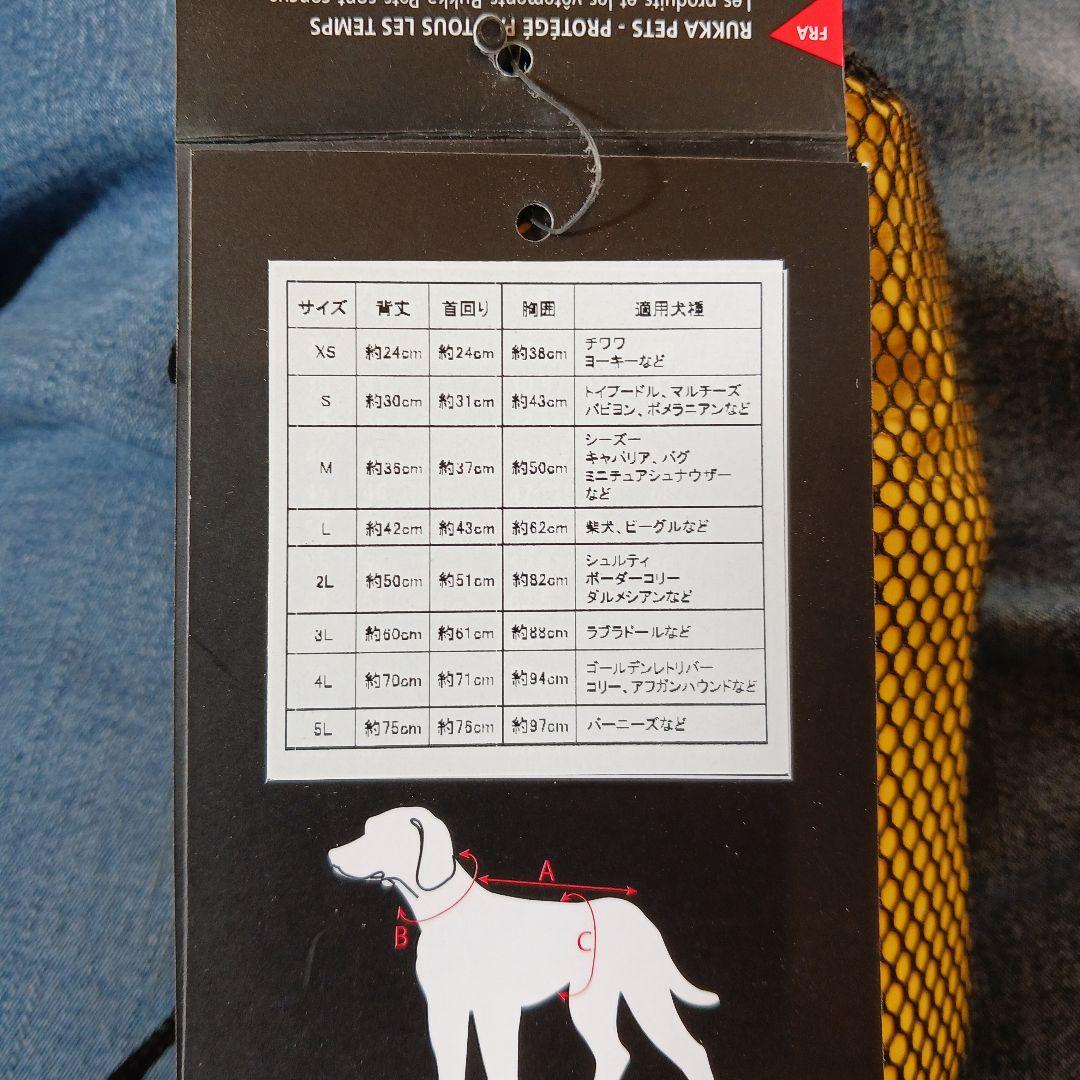 Les produits et les vêtements Rukka Pets sont conçus
RUKKA PETS - PROTÉGÉ TOUS LES TEMPS
FRA
サイズ 背丈 首回り 胸囲 適用犬種
XS 約24cm 約24cm 約38cm チワワ
ヨーキーなど
S 約30cm 約31cm 約43cm トイプードル、マルチーズ
パピヨン、ポメラニアンなど
M 約36cm 約37cm 約50cm シーズー
キャバリア、パグ
ミニチュアシュナウザー
など
L 約42cm 約43cm 約62cm 柴犬、ビーグルなど
2L 約50cm 約51cm 約82cm シェルティ
ボーダーコリー
ダルメシアンなど
3L 約60cm 約61cm 約88cm ラブラドールなど
4L 約70cm 約71cm 約94cm ゴールデンレトリバー
コリー、アフガンハウンドなど
5L 約75cm 約76cm 約97cm バーニーズなど
A
B
C